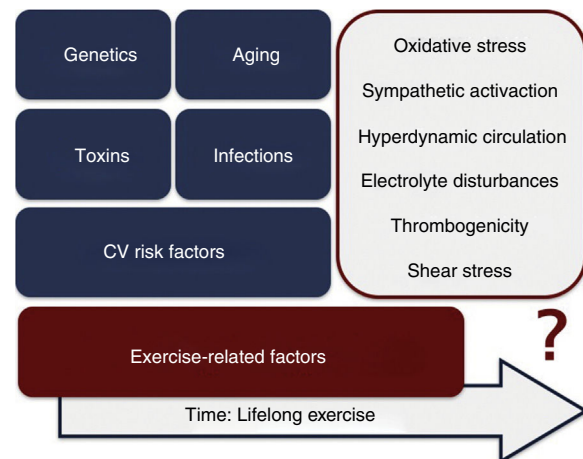 Genetics
Aging
Toxins
Infections
CV risk factors
Oxidative stress
Sympathetic activaction
Hyperdynamic circulation
Electrolyte disturbances
Thrombogenicity
Shear stress
Exercise-related factors
?
Time: Lifelong exercise